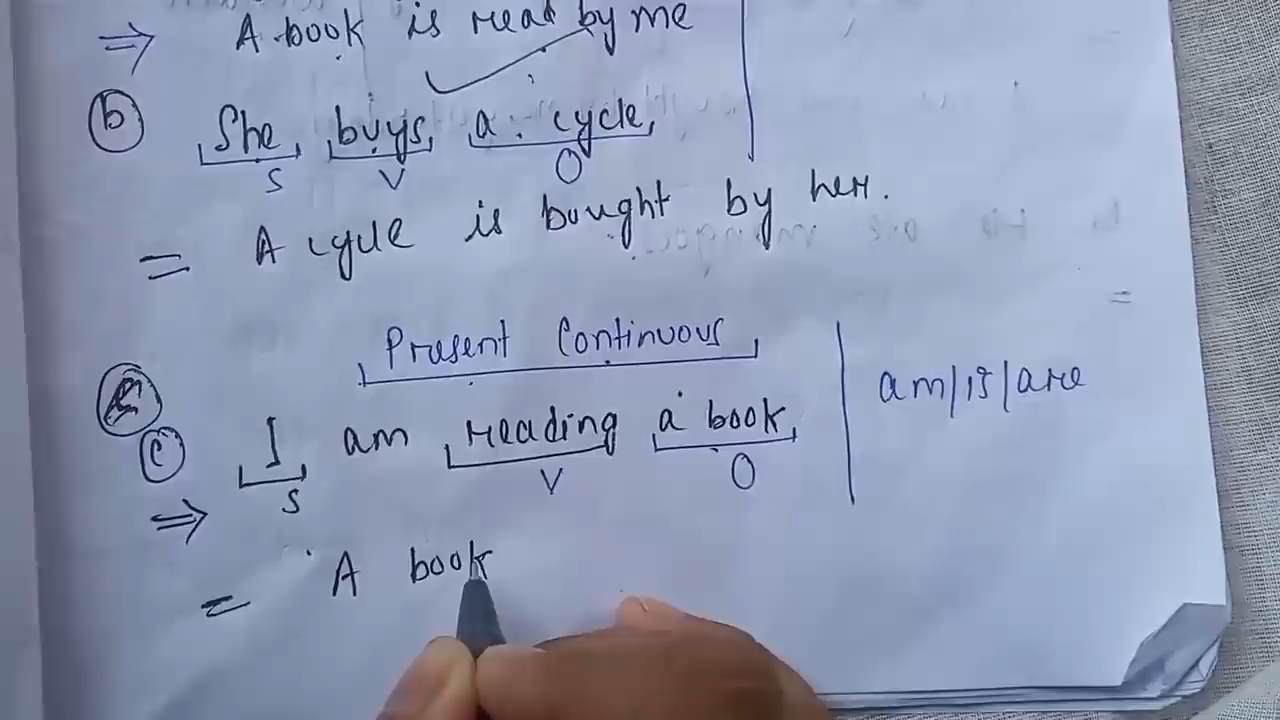 ⇒ A book is read by me
ⓑ She buys a cycle
S V O
= A cycle is bought by her.
Present Continuous
ⓒ I am reading a book am/is/are
S V O
⇒
= A book